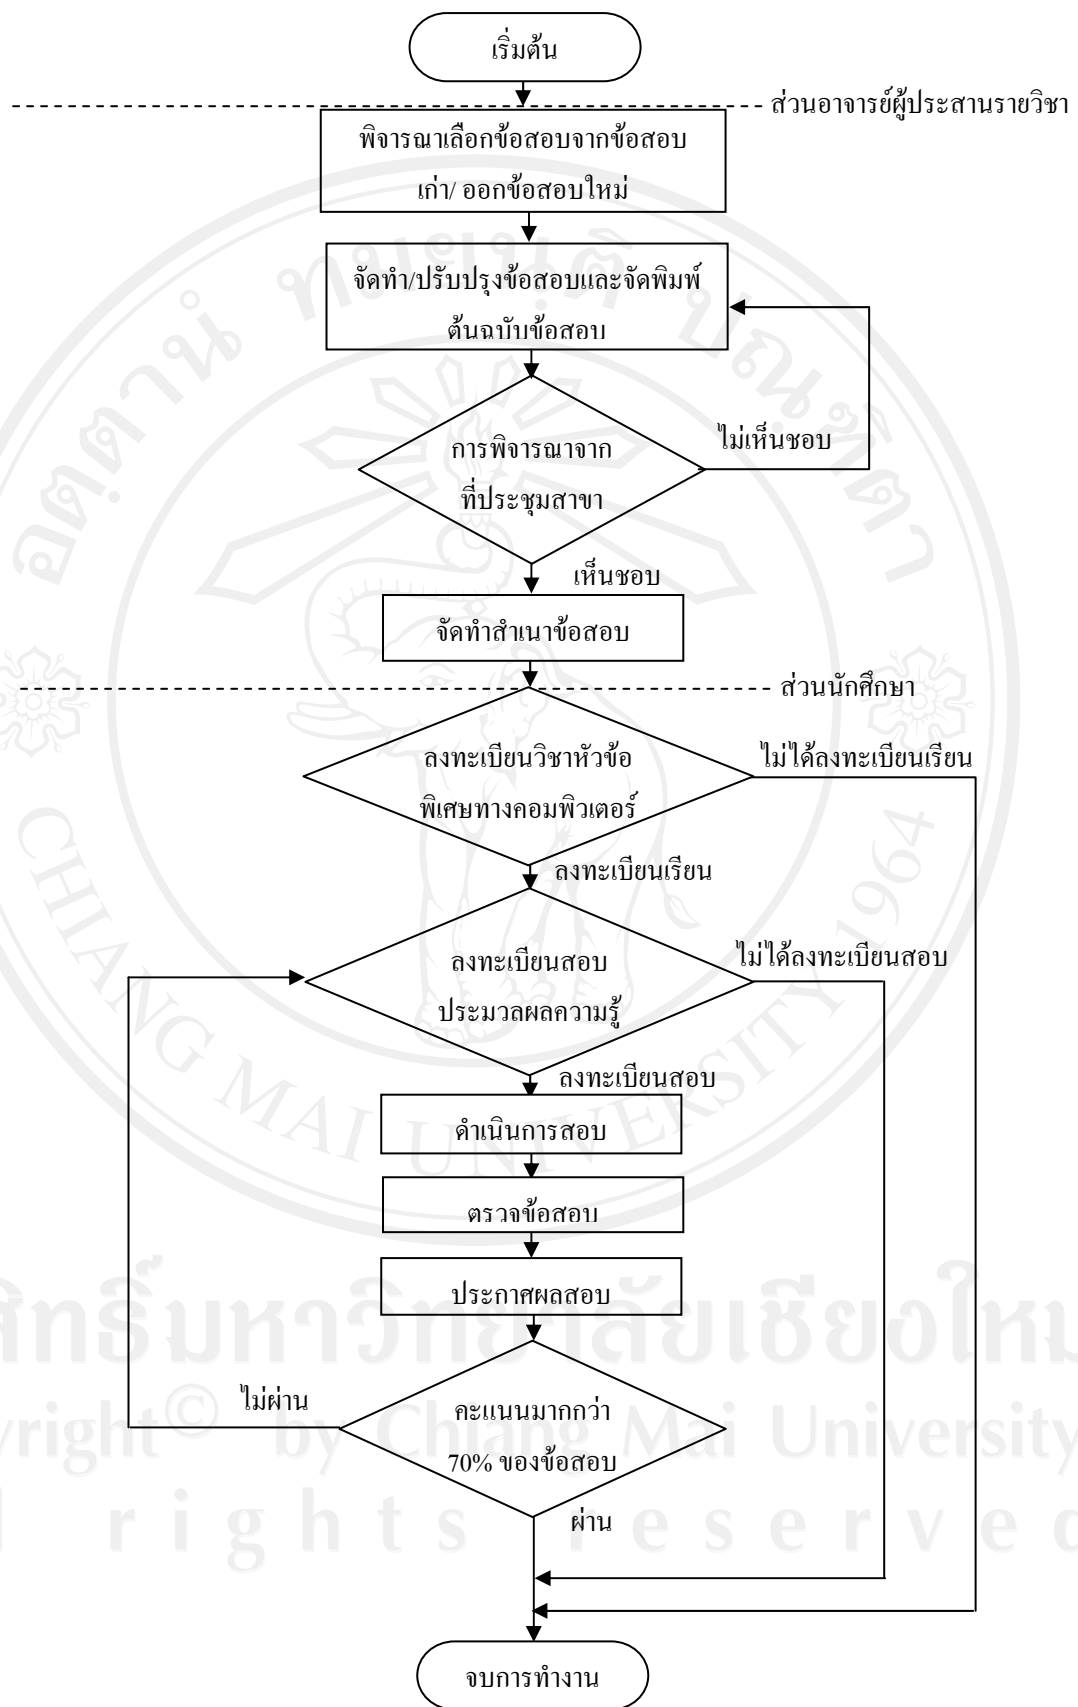 เริ่มต้น
ส่วนอาจารย์ผู้ประสานรายวิชา
พิจารณาเลือกข้อสอบจากข้อสอบ
เก่า/ ออกข้อสอบใหม่
จัดทำ/ปรับปรุงข้อสอบและจัดพิมพ์
ต้นฉบับข้อสอบ
การพิจารณาจาก
ที่ประชุมสาขา
ไม่เห็นชอบ
เห็นชอบ
จัดทำสำเนาข้อสอบ
ส่วนนักศึกษา
ลงทะเบียนวิชาหัวข้อ
พิเศษทางคอมพิวเตอร์
ไม่ได้ลงทะเบียนเรียน
ลงทะเบียนเรียน
ลงทะเบียนสอบ
ประมวลผลความรู้
ไม่ได้ลงทะเบียนสอบ
ลงทะเบียนสอบ
ดำเนินการสอบ
ตรวจข้อสอบ
ประกาศผลสอบ
คะแนนมากกว่า
70% ของข้อสอบ
ไม่ผ่าน
ผ่าน
จบการทำงาน
CHIANG MAI UNIVERSITY 1964
สิทธิ์มหาวิทยาลัยเชียงใหม
yright© by Chiang Mai University
l rights reserved